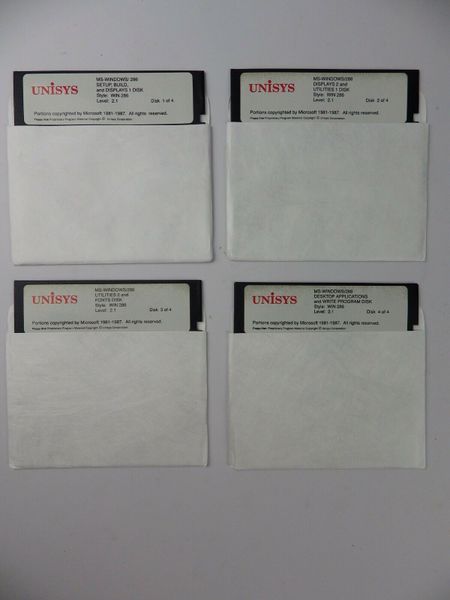 UNISYS
MS-WINDOWS/ 286
SETUP, BUILD,
and DISPLAYS 1 DISK
Style: WIN 286
Level: 2.1 Disk 1 of 4
Portions copyrighted by Microsoft 1981-1987. All rights reserved.
UNISYS
MS-WINDOWS/286
DISPLAYS 2 and
UTILITIES 1 DISK
Style: WIN 286
Level: 2.1 Disk 2 of 4
Portions copyrighted by Microsoft 1981-1987. All rights reserved.
UNISYS
MS-WINDOWS/286
UTILITIES 2 and
FONTS DISK
Style: WIN 286
Level: 2.1 Disk 3 of 4
Portions copyrighted by Microsoft 1981-1987. All rights reserved.
UNISYS
MS-WINDOWS/286
DESKTOP APPLICATIONS
and WRITE PROGRAM DISK
Style: WIN 286
Level: 2.1 Disk 4 of 4
Portions copyrighted by Microsoft 1981-1987. All rights reserved.